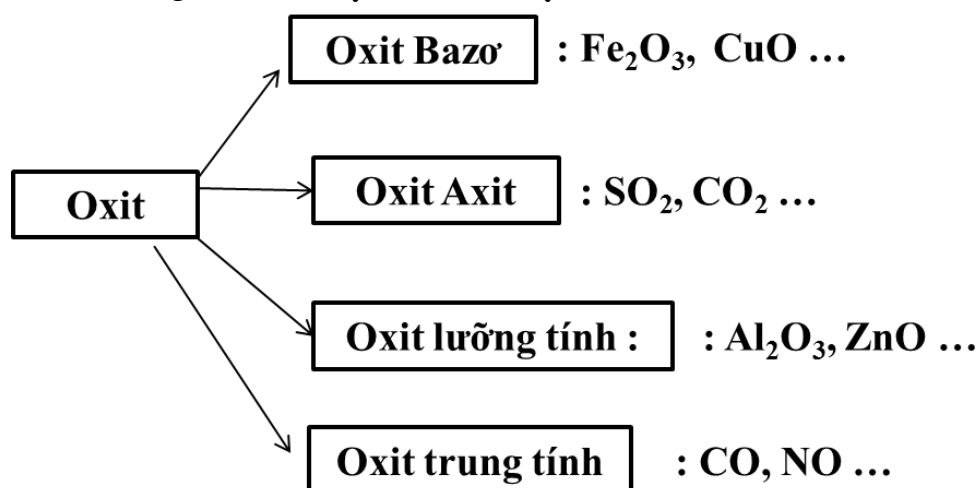 Oxit Bazơ : Fe₂O₃, CuO ...
Oxit Axit : SO₂, CO₂ ...
Oxit
Oxit lưỡng tính : : Al₂O₃, ZnO ...
Oxit trung tính : CO, NO ...